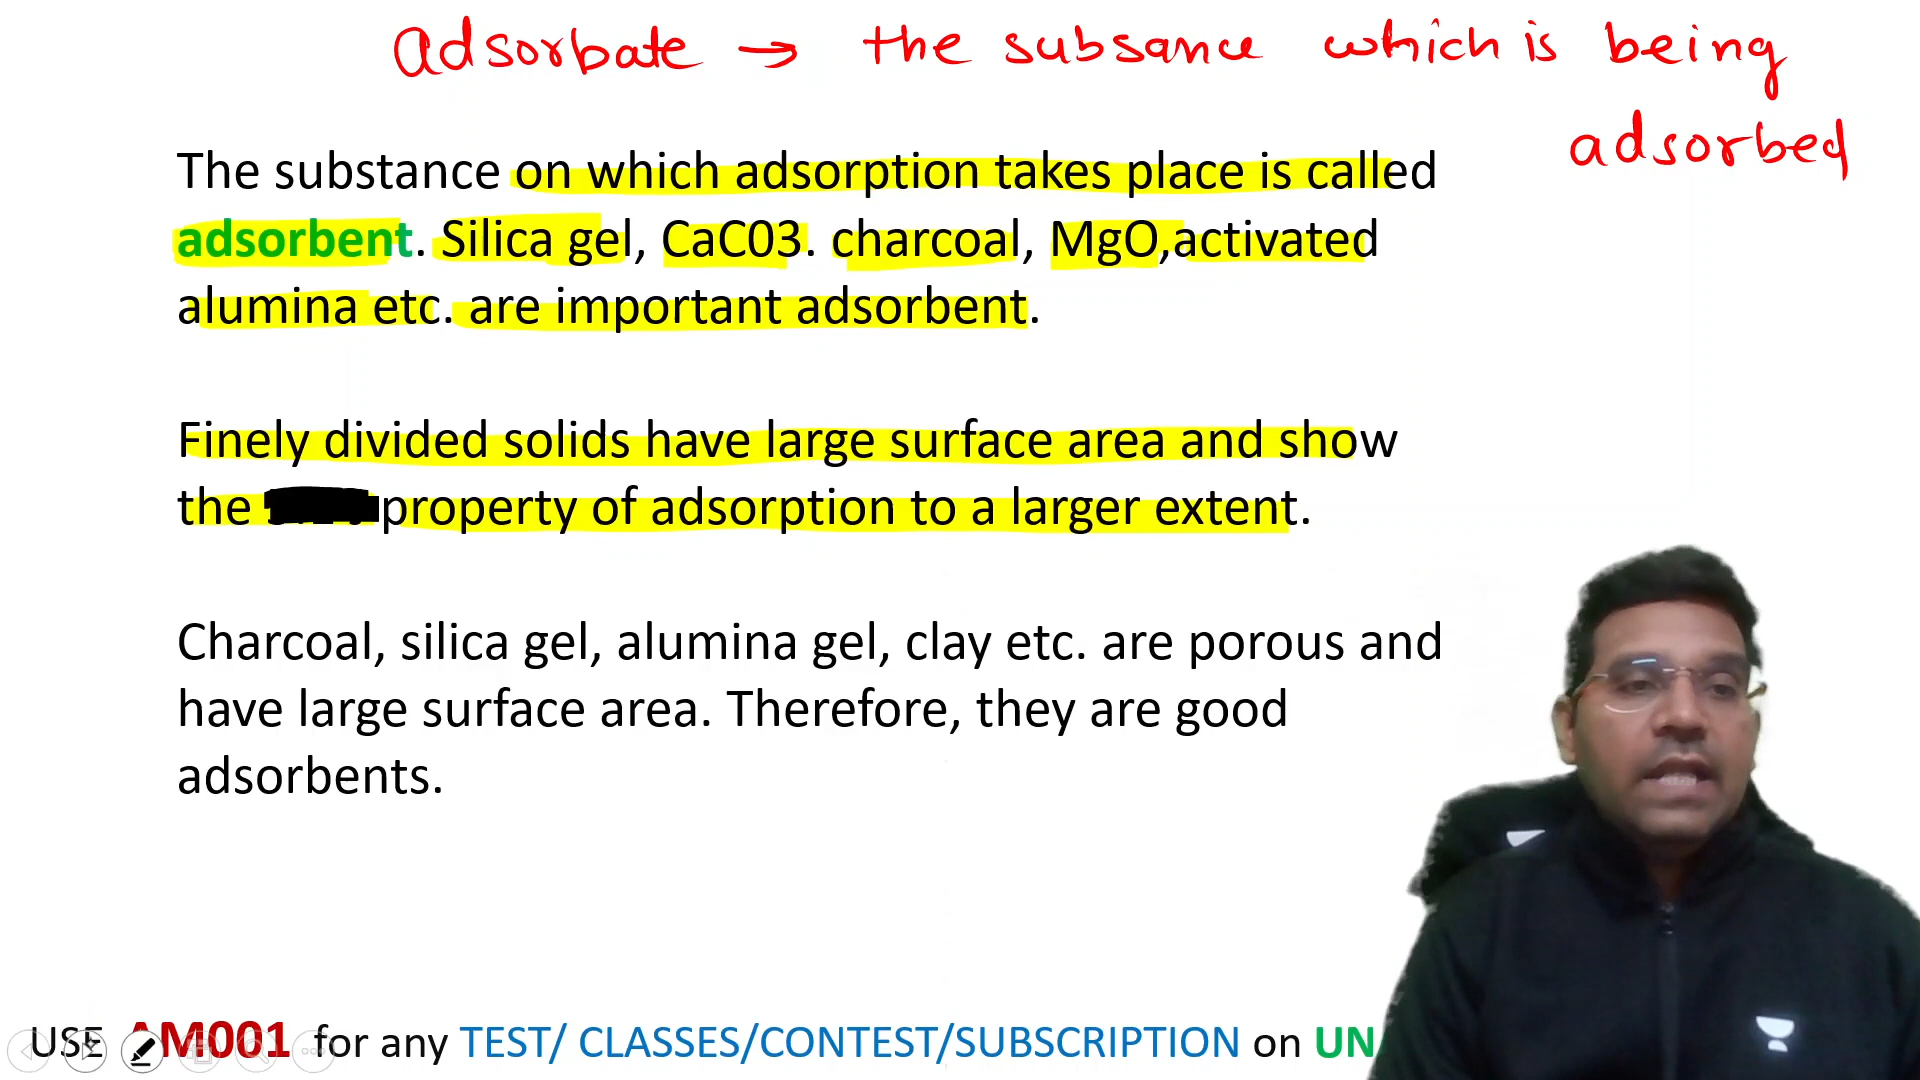 adsorbate → the subsance which is being
adsorbed
The substance on which adsorption takes place is called
adsorbent. Silica gel, CaC03. charcoal, MgO,activated
alumina etc. are important adsorbent.
Finely divided solids have large surface area and show
the property of adsorption to a larger extent.
Charcoal, silica gel, alumina gel, clay etc. are porous and
have large surface area. Therefore, they are good
adsorbents.
USE AM001 for any TEST/ CLASSES/CONTEST/SUBSCRIPTION on UN